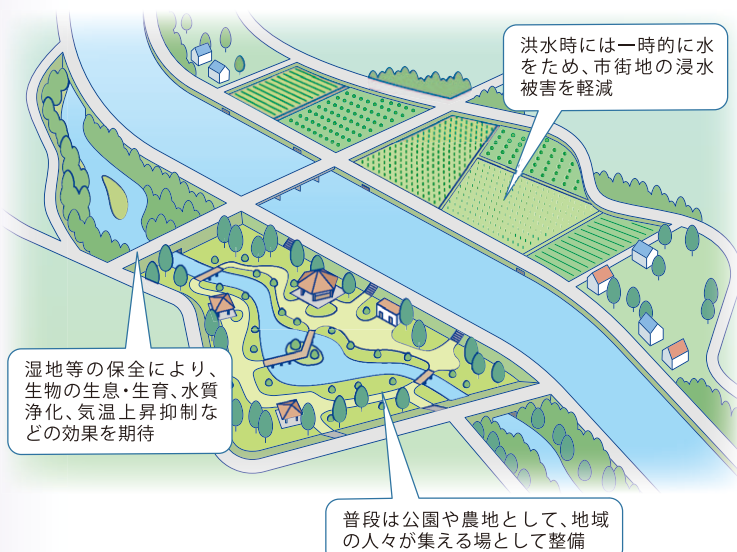 洪水時には一時的に水
をため、市街地の浸水
被害を軽減
湿地等の保全により、
生物の生息・生育、水質
浄化、気温上昇抑制な
どの効果を期待
普段は公園や農地として、地域
の人々が集える場として整備